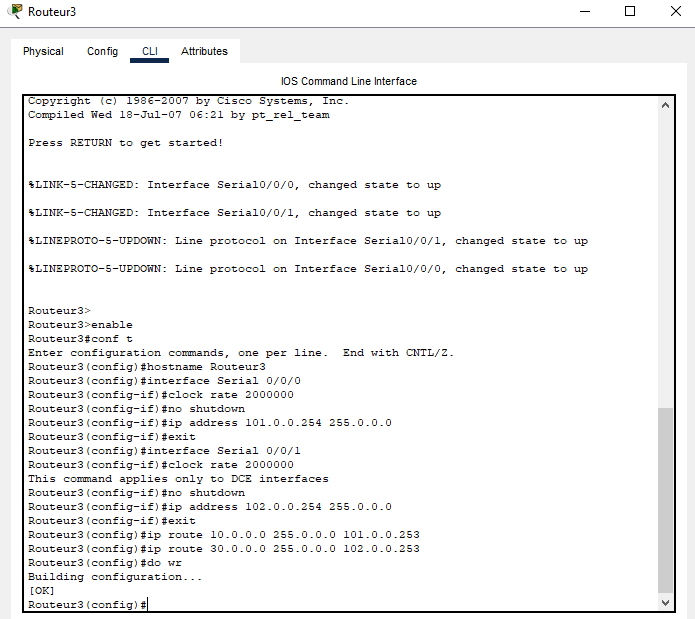 Routeur3
Physical Config CLI Attributes
IOS Command Line Interface
Copyright (c) 1986-2007 by Cisco Systems, Inc.
Compiled Wed 18-Jul-07 06:21 by pt_rel_team
Press RETURN to get started!
%LINK-5-CHANGED: Interface Serial0/0/0, changed state to up
%LINK-5-CHANGED: Interface Serial0/0/1, changed state to up
%LINEPROTO-5-UPDOWN: Line protocol on Interface Serial0/0/1, changed state to up
%LINEPROTO-5-UPDOWN: Line protocol on Interface Serial0/0/0, changed state to up
Routeur3>
Routeur3>enable
Routeur3#conf t
Enter configuration commands, one per line.  End with CNTL/Z.
Routeur3(config)#hostname Routeur3
Routeur3(config)#interface Serial 0/0/0
Routeur3(config-if)#clock rate 2000000
Routeur3(config-if)#no shutdown
Routeur3(config-if)#ip address 101.0.0.254 255.0.0.0
Routeur3(config-if)#exit
Routeur3(config)#interface Serial 0/0/1
Routeur3(config-if)#clock rate 2000000
This command applies only to DCE interfaces
Routeur3(config-if)#no shutdown
Routeur3(config-if)#ip address 102.0.0.254 255.0.0.0
Routeur3(config-if)#exit
Routeur3(config)#ip route 10.0.0.0 255.0.0.0 101.0.0.253
Routeur3(config)#ip route 30.0.0.0 255.0.0.0 102.0.0.253
Routeur3(config)#do wr
Building configuration...
[OK]
Routeur3(config)#